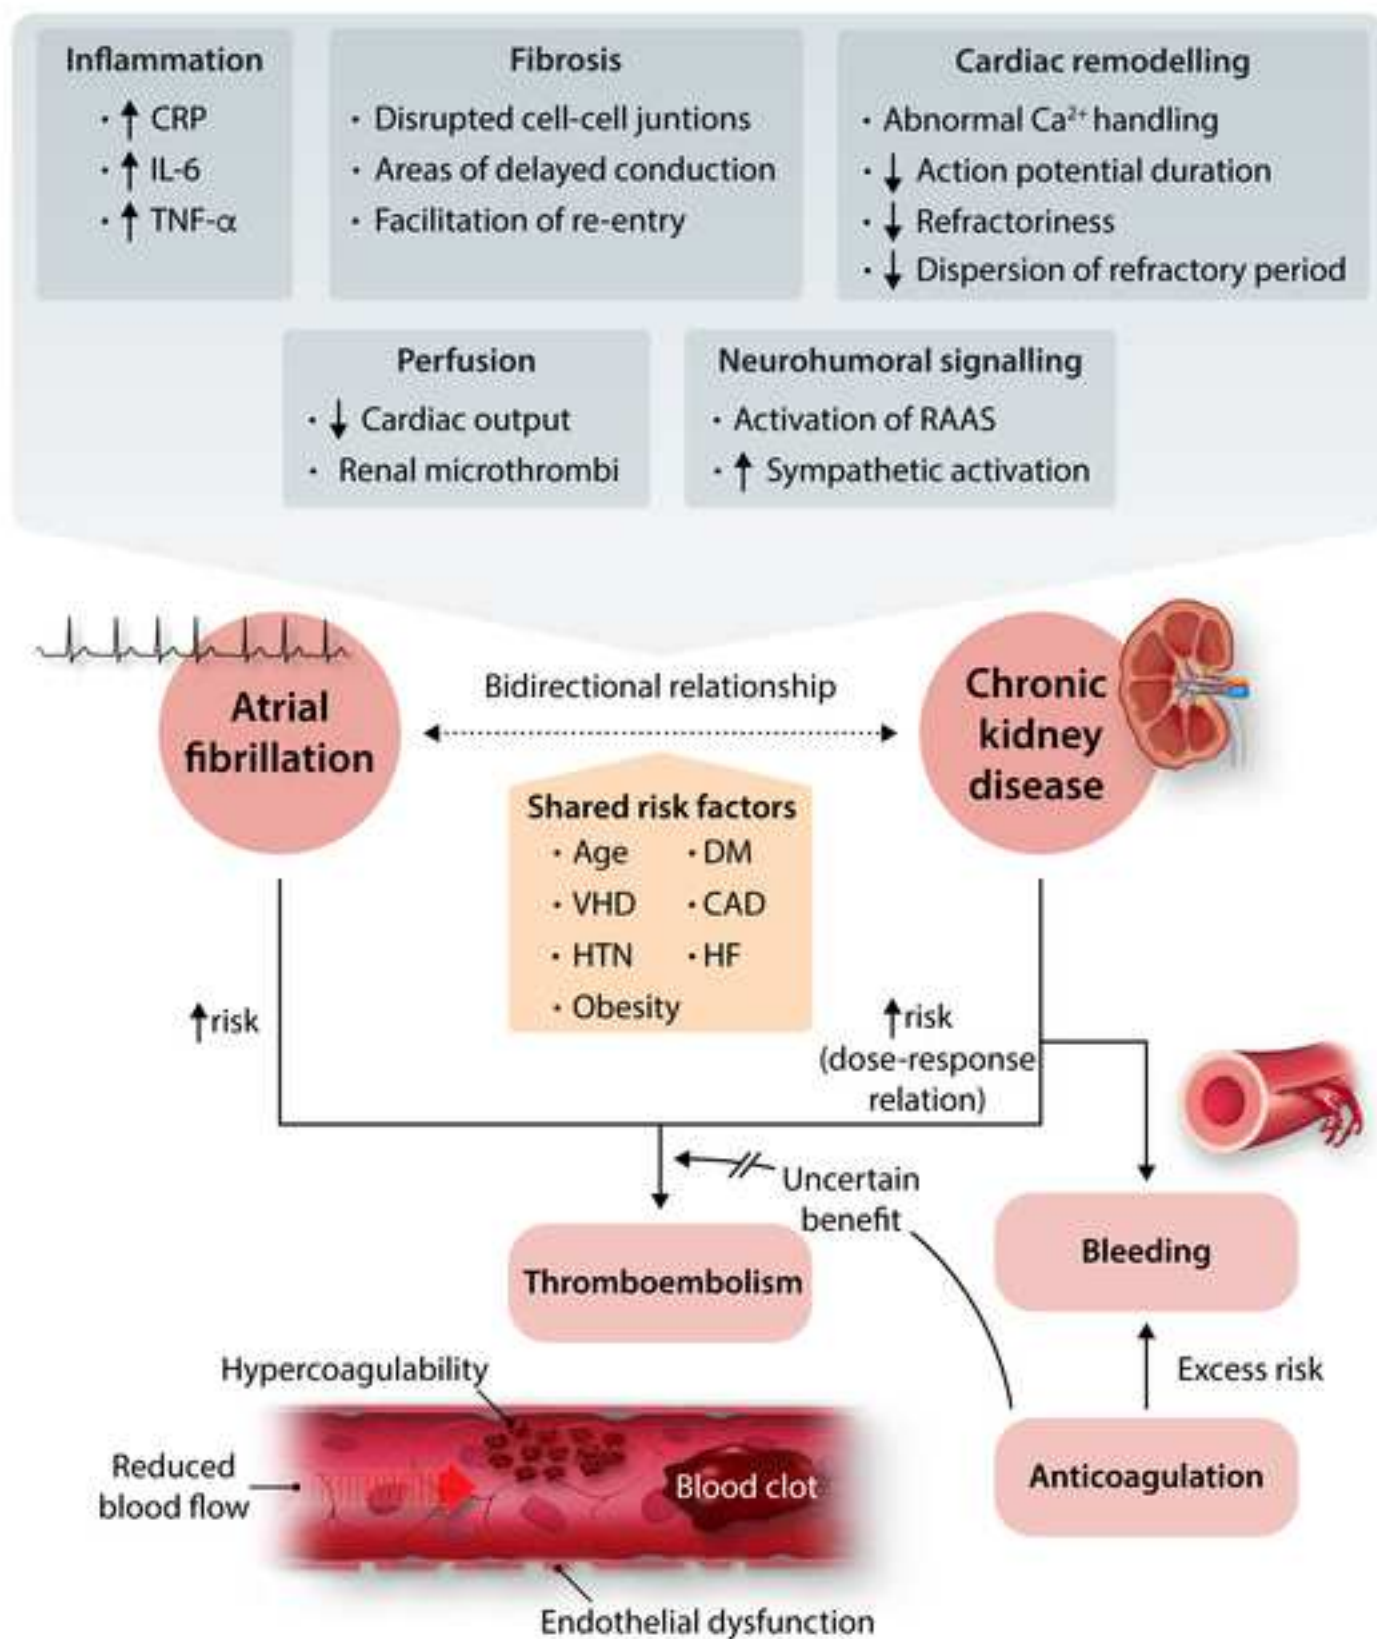 Inflammation
· ↑ CRP
· ↑ IL-6
· ↑ TNF-α
Fibrosis
· Disrupted cell-cell juntions
· Areas of delayed conduction
· Facilitation of re-entry
Cardiac remodelling
· Abnormal Ca²⁺ handling
· ↓ Action potential duration
· ↓ Refractoriness
· ↓ Dispersion of refractory period
Perfusion
· ↓ Cardiac output
· Renal microthrombi
Neurohumoral signalling
· Activation of RAAS
· ↑ Sympathetic activation
Atrial
fibrillation
Bidirectional relationship
Chronic
kidney
disease
Shared risk factors
· Age · DM
· VHD · CAD
· HTN · HF
· Obesity
↑risk
↑risk
(dose-response
relation)
Uncertain
benefit
Thromboembolism
Bleeding
Excess risk
Anticoagulation
Hypercoagulability
Reduced
blood flow
Blood clot
Endothelial dysfunction